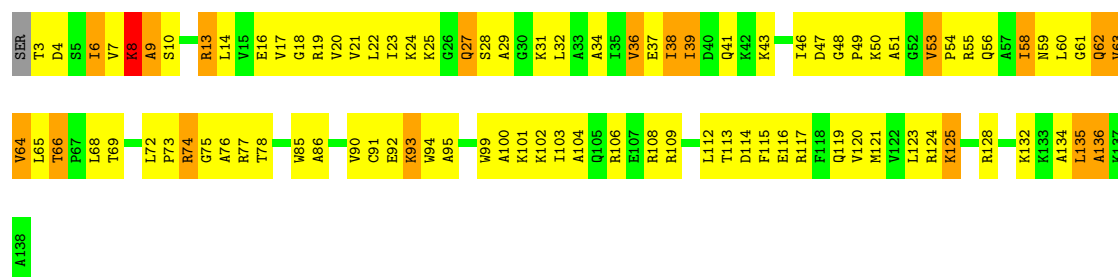 SER T3 D4 S5 I6 V7 K8 A9 S10 R13 L14 V15 E16 V17 G18 R19 V20 V21 L22 I23 K24 K25 G26 Q27 S28 A29 G30 K31 L32 A33 A34 I35 V36 E37 I38 I39 D40 Q41 K42 K43 I46 D47 G48 P49 K50 A51 G52 V53 P54 R55 Q56 A57 I58 N59 L60 G61 Q62 V63
V64 L65 T66 P67 L68 T69 L72 P73 R74 G75 A76 R77 T78 W85 A86 V90 C91 E92 K93 W94 A95 W99 A100 K101 K102 I103 A104 Q105 R106 E107 R108 R109 L112 T113 D114 F115 E116 R117 F118 Q119 V120 M121 V122 L123 R124 K125 R128 K132 K133 A134 L135 A136 K137
A138